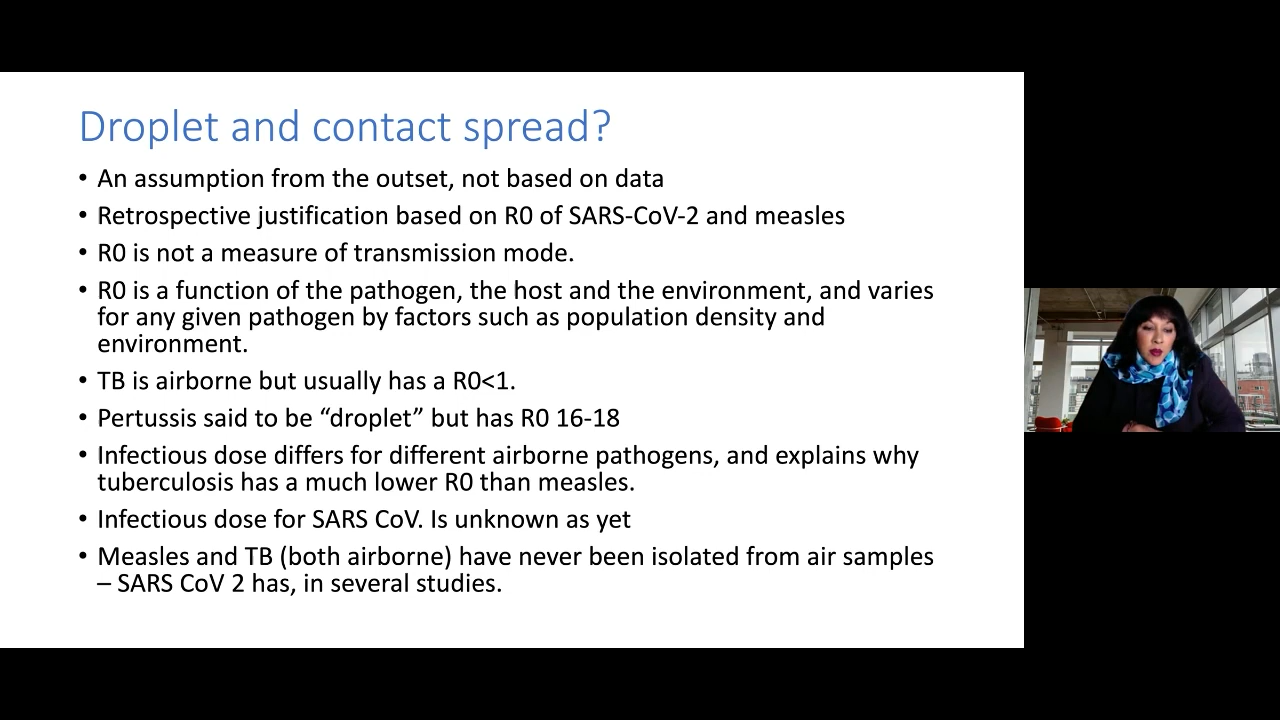 Droplet and contact spread?
• An assumption from the outset, not based on data
• Retrospective justification based on R0 of SARS-CoV-2 and measles
• R0 is not a measure of transmission mode.
• R0 is a function of the pathogen, the host and the environment, and varies
for any given pathogen by factors such as population density and
environment.
• TB is airborne but usually has a R0<1.
• Pertussis said to be “droplet” but has R0 16-18
• Infectious dose differs for different airborne pathogens, and explains why
tuberculosis has a much lower R0 than measles.
• Infectious dose for SARS CoV. Is unknown as yet
• Measles and TB (both airborne) have never been isolated from air samples
– SARS CoV 2 has, in several studies.